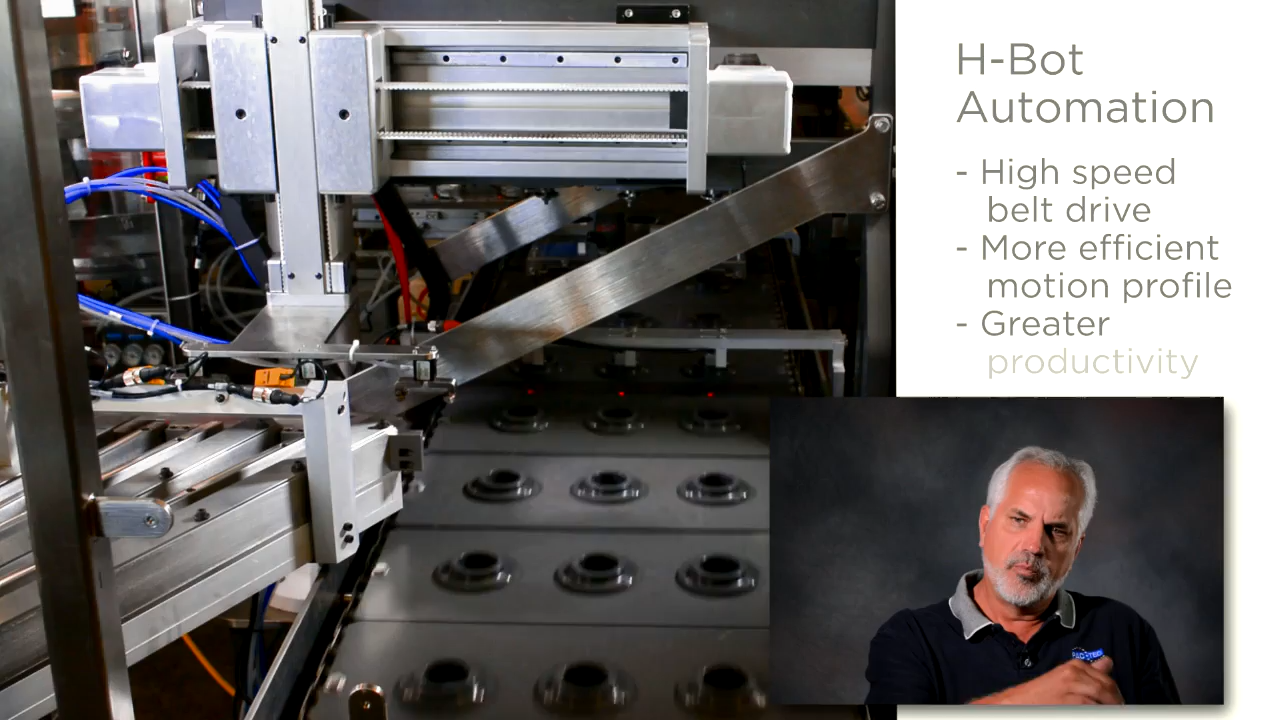 H-Bot
Automation
- High speed
belt drive
- More efficient
motion profile
- Greater
productivity